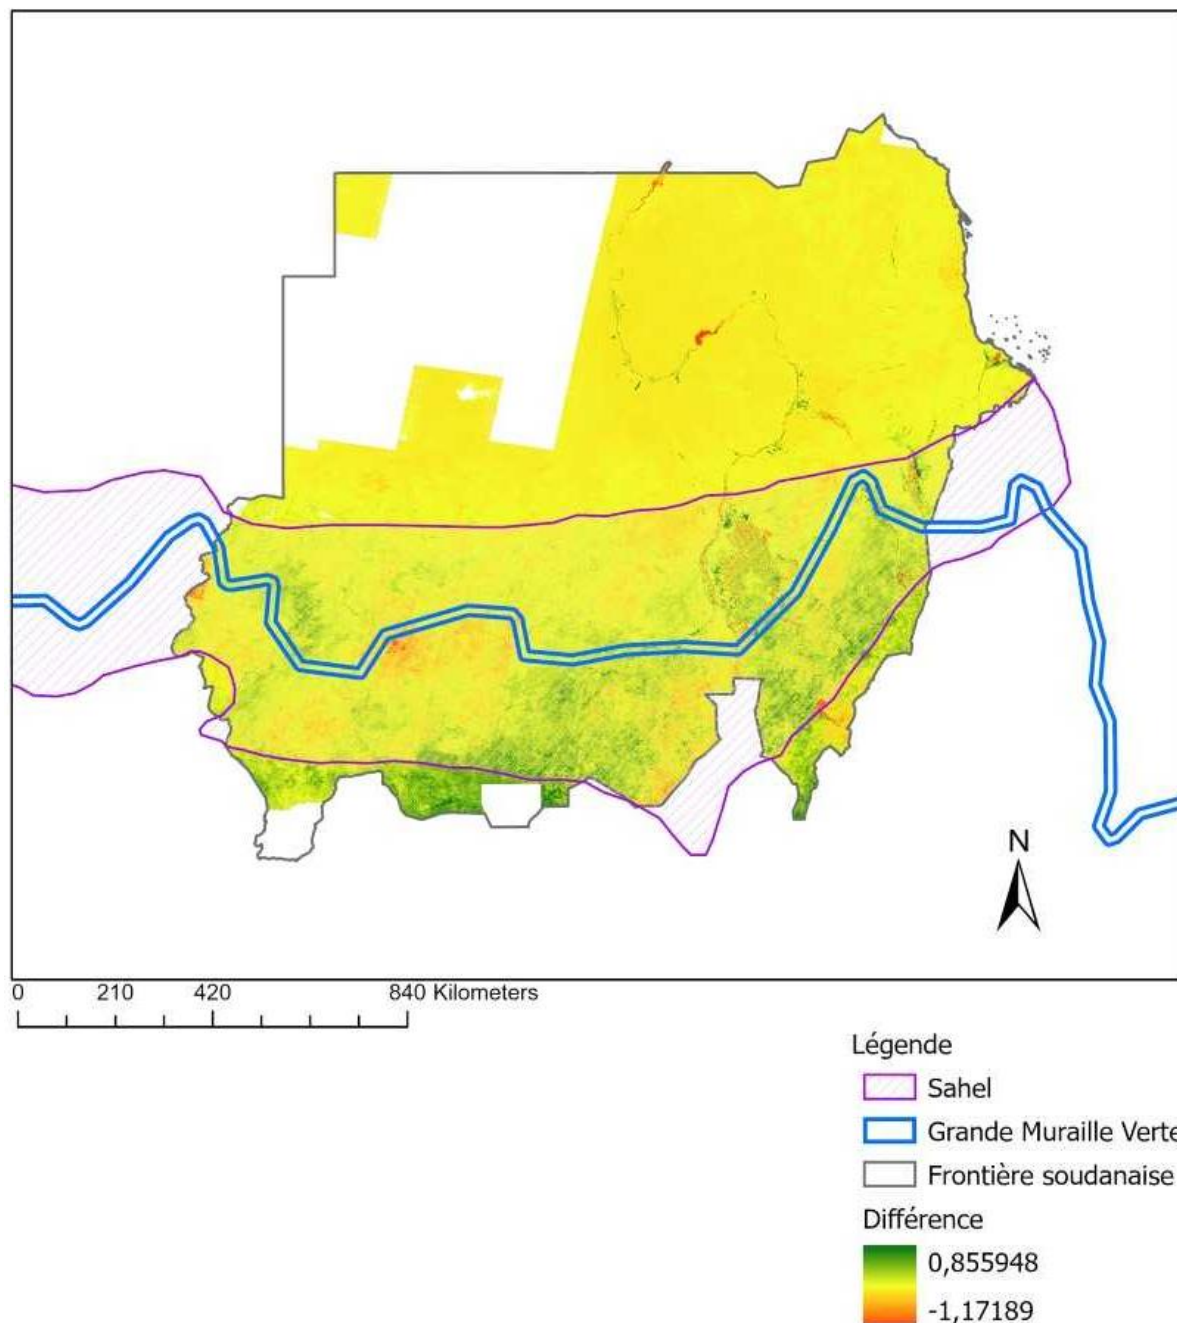 N
0 210 420 840 Kilometers
Légende
Sahel
Grande Muraille Verte
Frontière soudanaise
Différence
0,855948
-1,17189